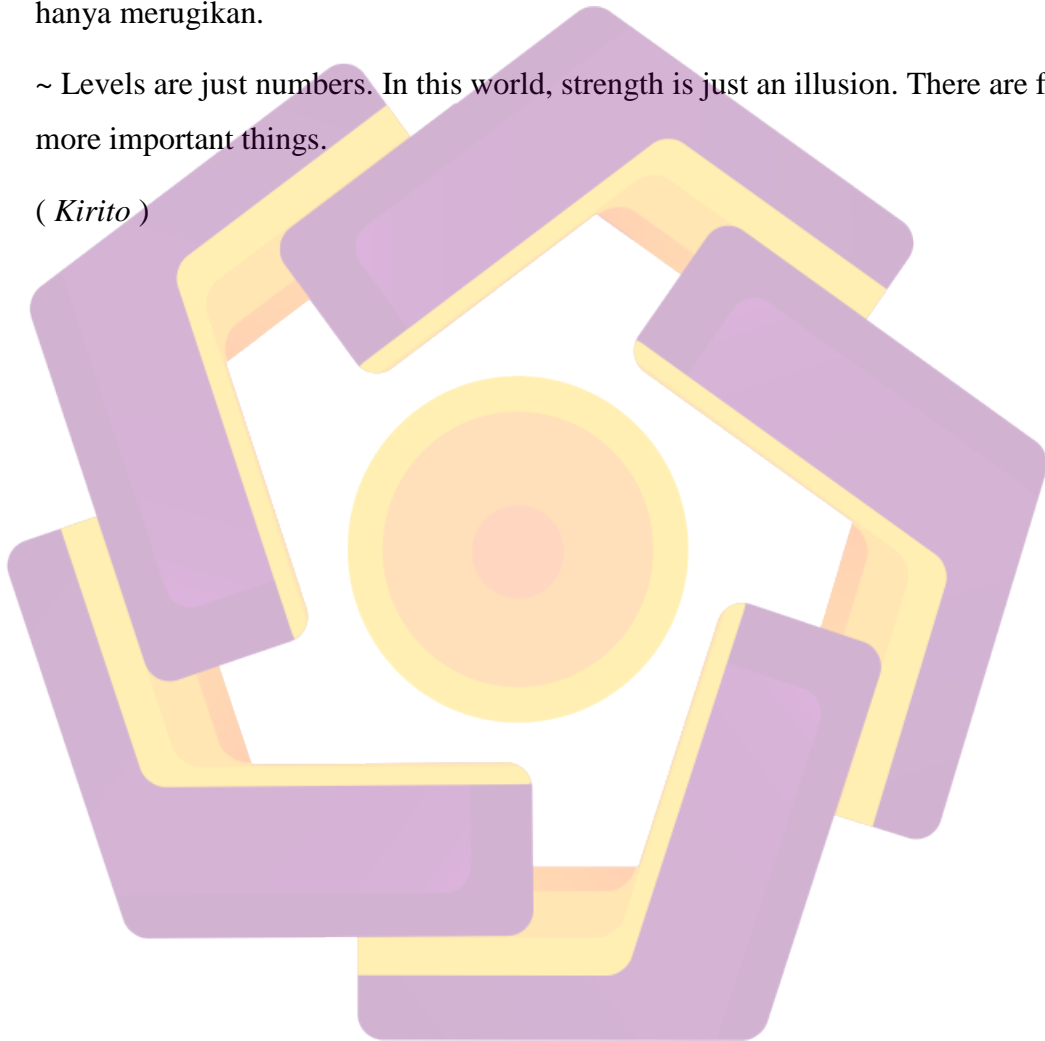 hanya merugikan.
~ Levels are just numbers. In this world, strength is just an illusion. There are f
more important things.
( Kirito )